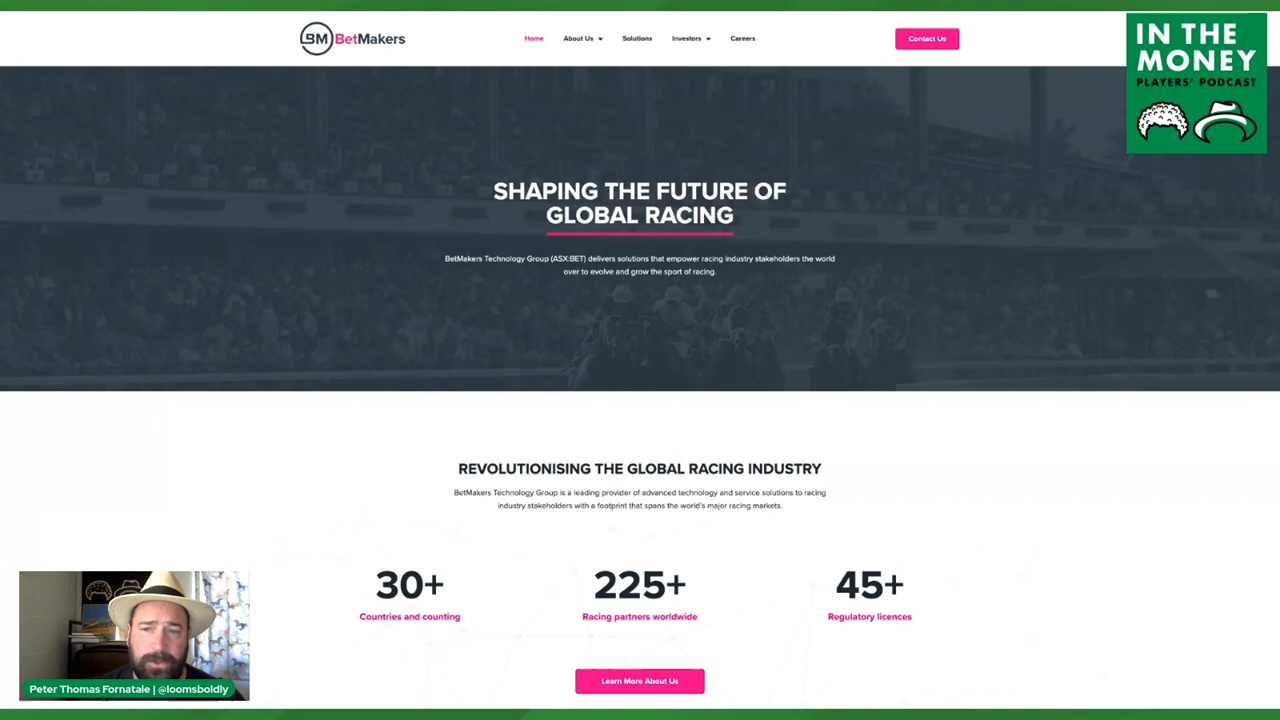 BM BetMakers
Home
About Us
Solutions
Investors
Careers
Contact Us
IN THE
MONEY
PLAYERS' PODCAST
SHAPING THE FUTURE OF
GLOBAL RACING
BetMakers Technology Group (ASX:BET) delivers solutions that empower racing industry stakeholders the world
over to evolve and grow the sport of racing.
REVOLUTIONISING THE GLOBAL RACING INDUSTRY
BetMakers Technology Group is a leading provider of advanced technology and service solutions to racing
industry stakeholders with a footprint that spans the world's major racing markets.
30+
Countries and counting
225+
Racing partners worldwide
45+
Regulatory licences
Learn More About Us
Peter Thomas Fornatale | @loomsboldly